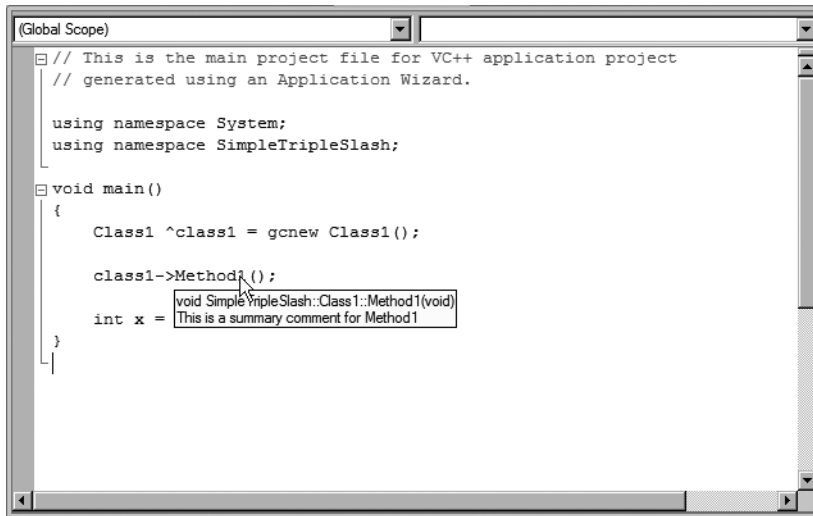 (Global Scope)
// This is the main project file for VC++ application project
// generated using an Application Wizard.
using namespace System;
using namespace SimpleTripleSlash;
void main()
{
Class1 ^class1 = gcnew Class1();
class1->Method1();
void SimpleTripleSlash::Class1::Method1(void)
This is a summary comment for Method1
int x =
}